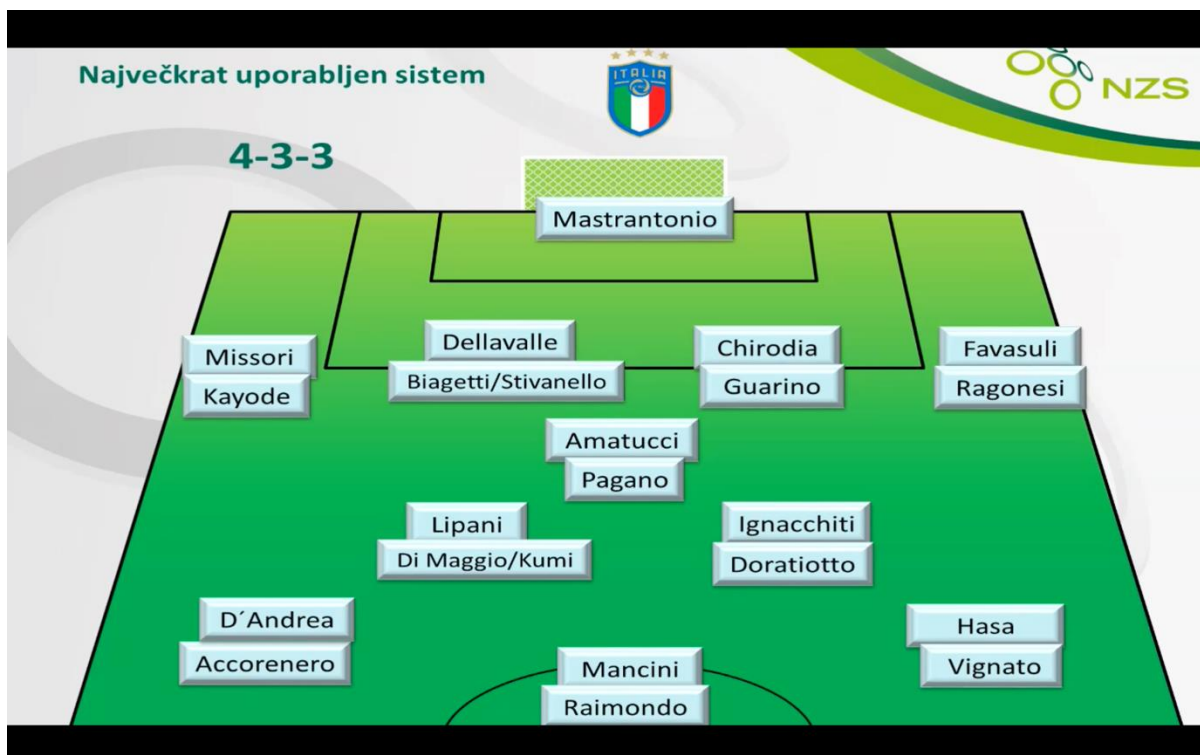 Največkrat uporabljen sistem
ITALIA
NZS
4-3-3
Mastrantonio
Missori
Kayode
Dellavalle
Biagetti/Stivanello
Chirodia
Guarino
Favasuli
Ragonesi
Amatucci
Pagano
Lipani
Di Maggio/Kumi
Ignacchiti
Doratiotto
D´Andrea
Accorenero
Mancini
Raimondo
Hasa
Vignato